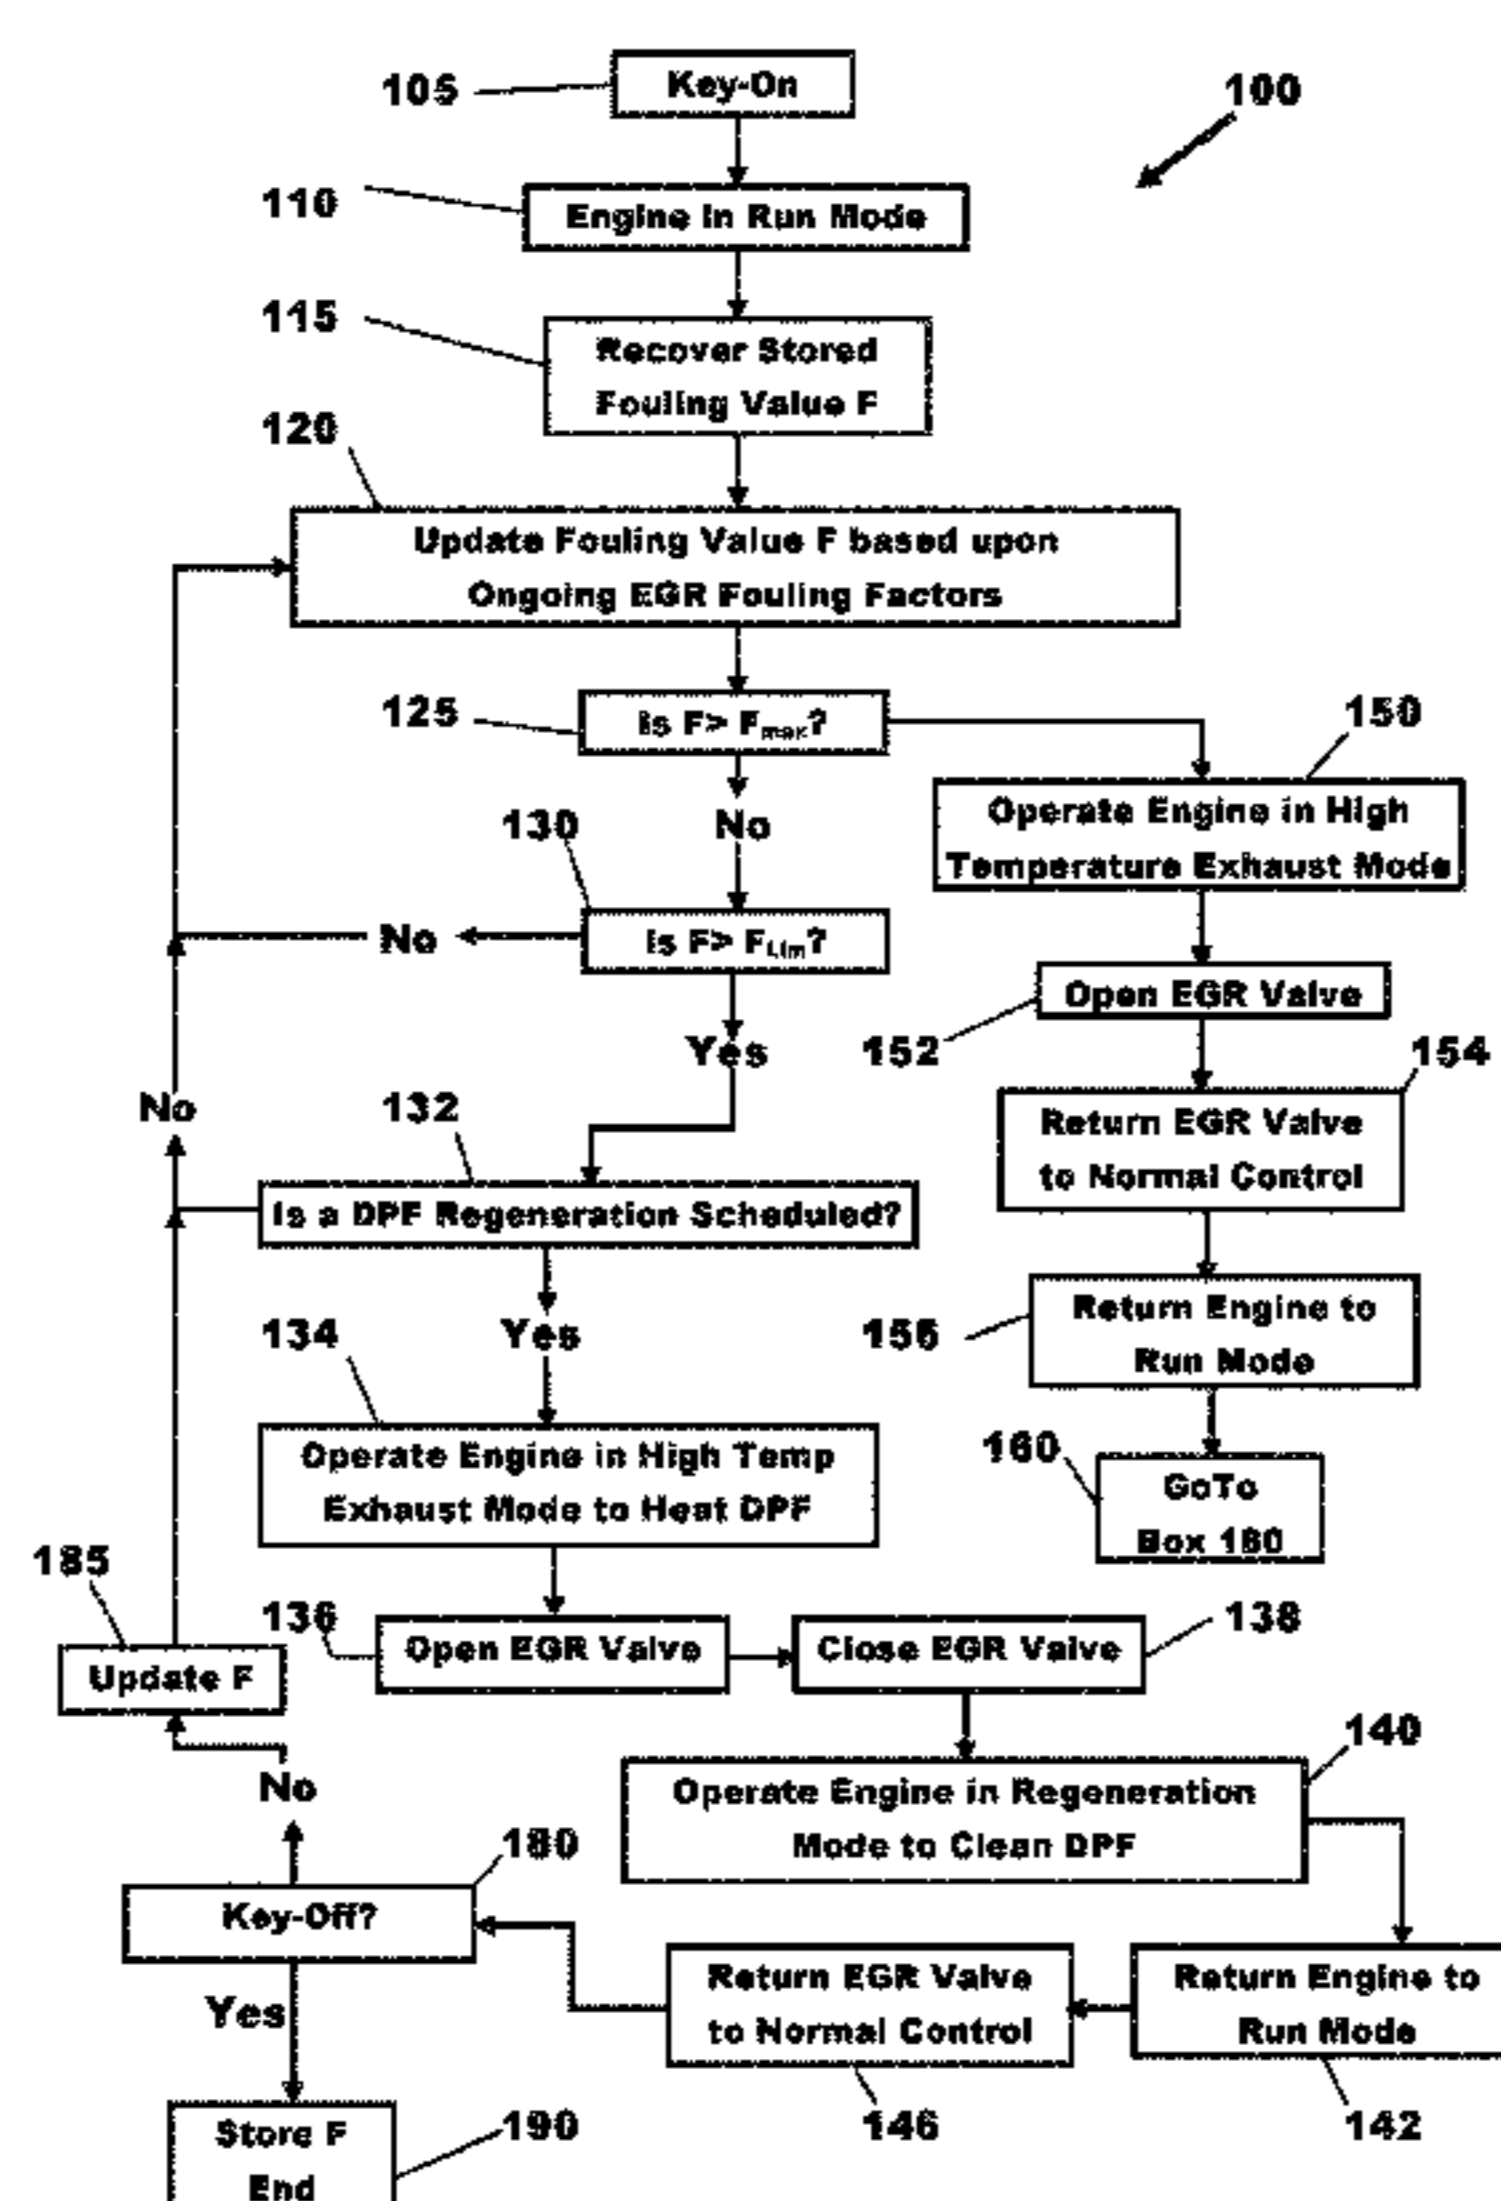 105
Key-On
100
110
Engine in Run Mode
115
Recover Stored
Fouling Value F
120
Update Fouling Value F based upon
Ongoing EGR Fouling Factors
125
Is F> Fmax?
150
Operate Engine in High
Temperature Exhaust Mode
No
130
Is F> FLim?
No
Open EGR Valve
152
Yes
154
Return EGR Valve
to Normal Control
No
132
Is a DPF Regeneration Scheduled?
156
Return Engine to
Run Mode
134
Yes
Operate Engine in High Temp
Exhaust Mode to Heat DPF
160
GoTo
Box 180
185
Update F
136
Open EGR Valve
Close EGR Valve
138
140
Operate Engine in Regeneration
Mode to Clean DPF
No
180
Key-Off?
Return EGR Valve
to Normal Control
Return Engine to
Run Mode
Yes
146
142
Store F
End
190